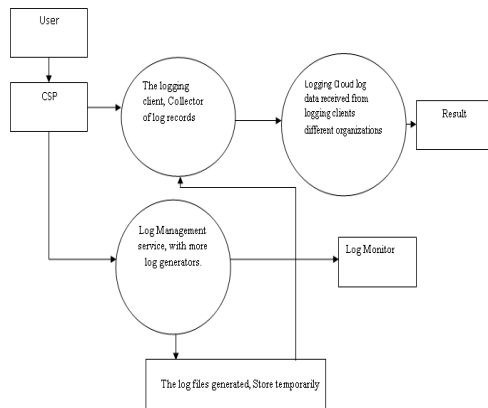 User
CSP
The logging
client, Collector
of log records
Logging Cloud log
data received from
logging clients
different organizations
Result
Log Management
service, with more
log generators.
Log Monitor
The log files generated, Store temporarily